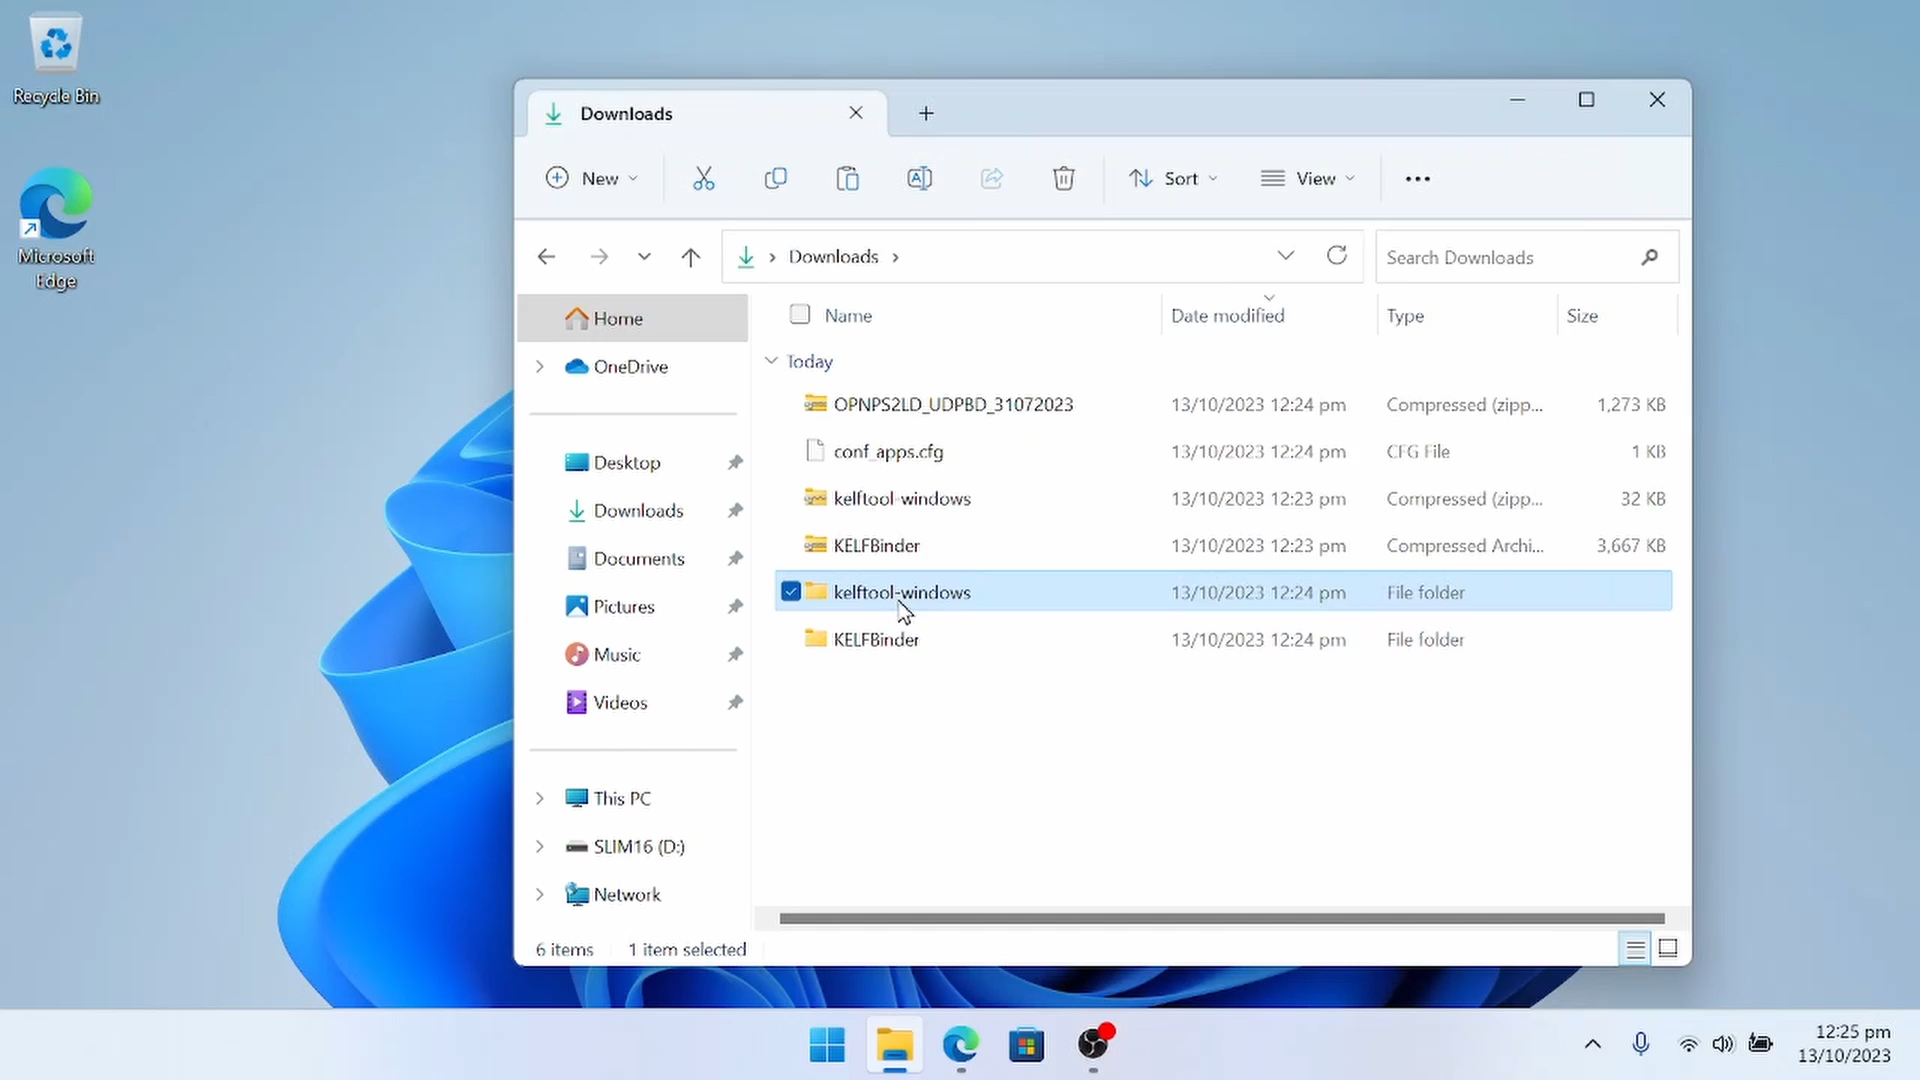 Recycle Bin
Microsoft
Edge
Downloads
New
Sort
View
Downloads
Search Downloads
Home
OneDrive
Desktop
Downloads
Documents
Pictures
Music
Videos
This PC
SLIM16 (D:)
Network
Name Date modified Type Size
Today
OPNPS2LD_UDPBD_31072023 13/10/2023 12:24 pm Compressed (zipp... 1,273 KB
conf_apps.cfg 13/10/2023 12:24 pm CFG File 1 KB
kelftool-windows 13/10/2023 12:23 pm Compressed (zipp... 32 KB
KELFBinder 13/10/2023 12:23 pm Compressed Archi... 3,667 KB
kelftool-windows 13/10/2023 12:24 pm File folder
KELFBinder 13/10/2023 12:24 pm File folder
6 items 1 item selected
12:25 pm
13/10/2023